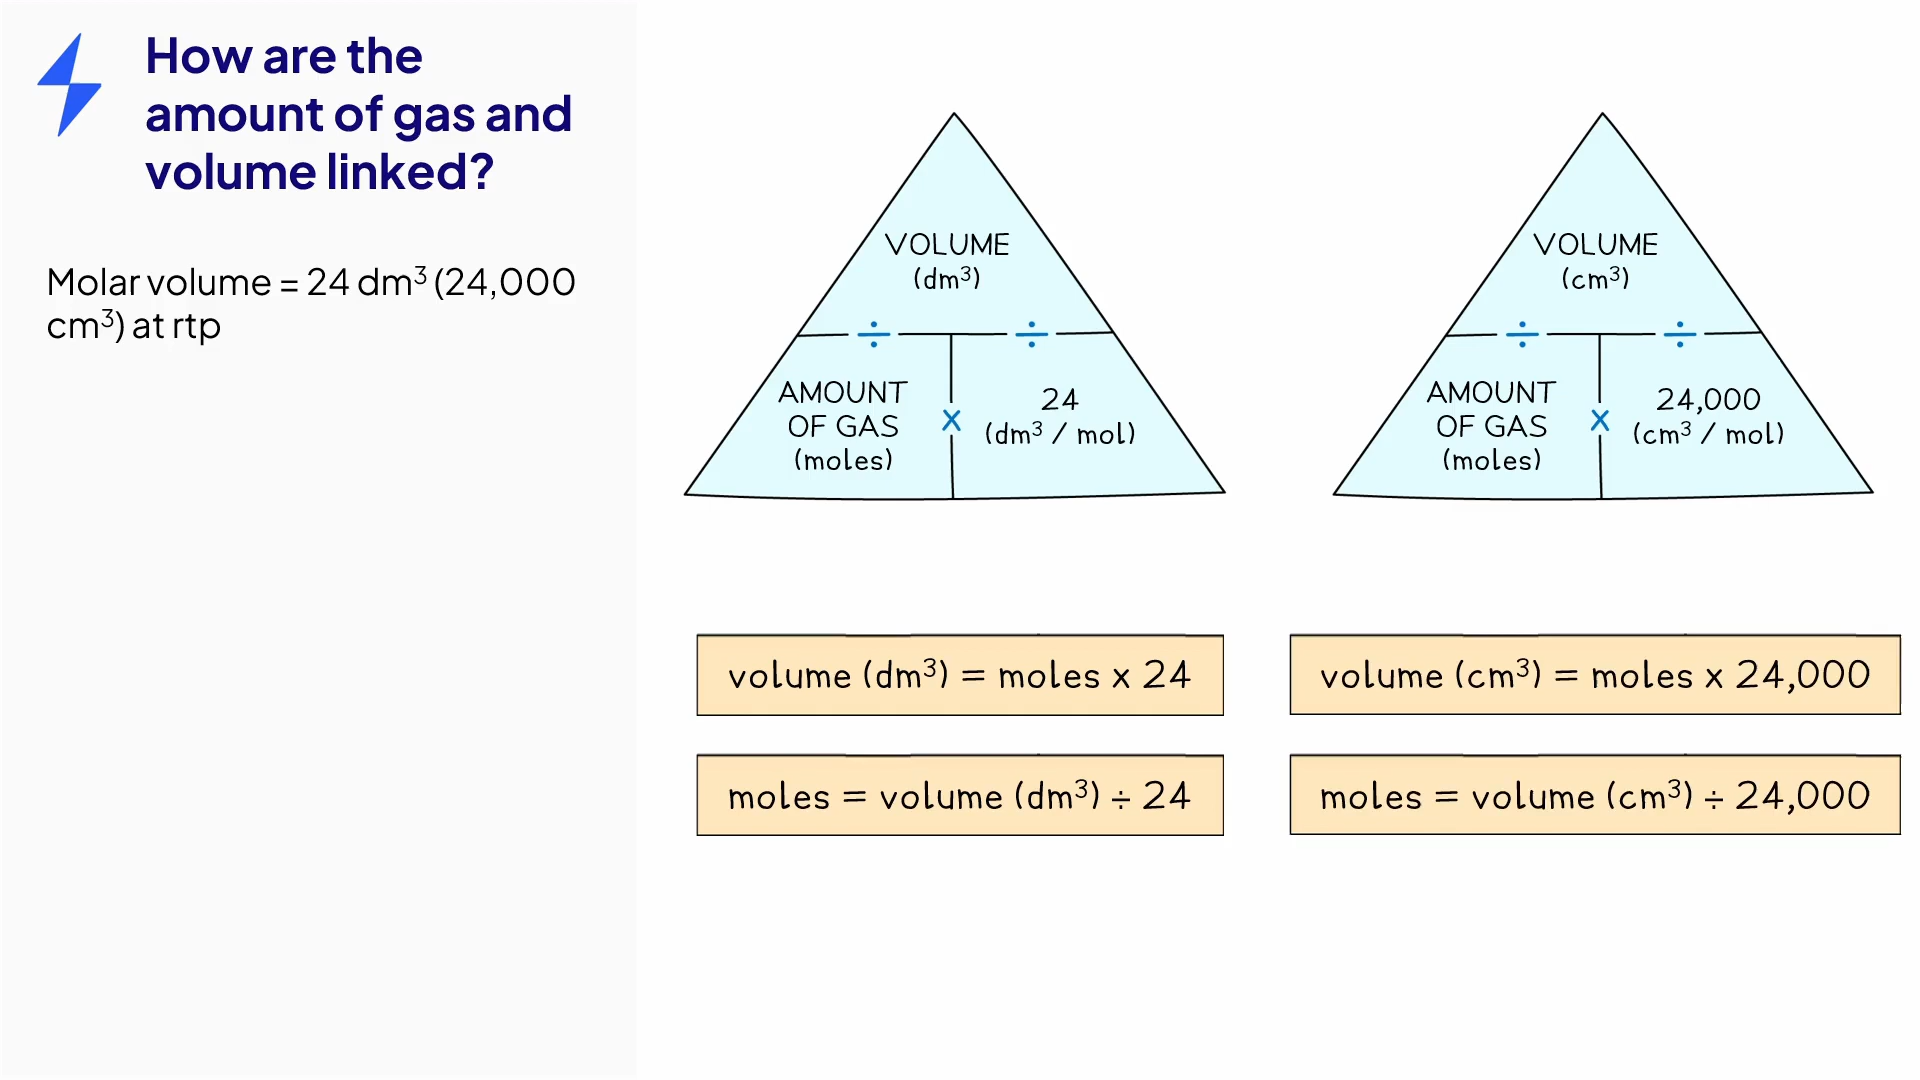 How are the
amount of gas and
volume linked?
Molar volume = 24 dm³ (24,000
cm³) at rtp
VOLUME
(dm³)
÷ ÷
AMOUNT
OF GAS
(moles)
x
24
(dm³ / mol)
VOLUME
(cm³)
÷ ÷
AMOUNT
OF GAS
(moles)
x
24,000
(cm³ / mol)
volume (dm³) = moles x 24
moles = volume (dm³) ÷ 24
volume (cm³) = moles x 24,000
moles = volume (cm³) ÷ 24,000